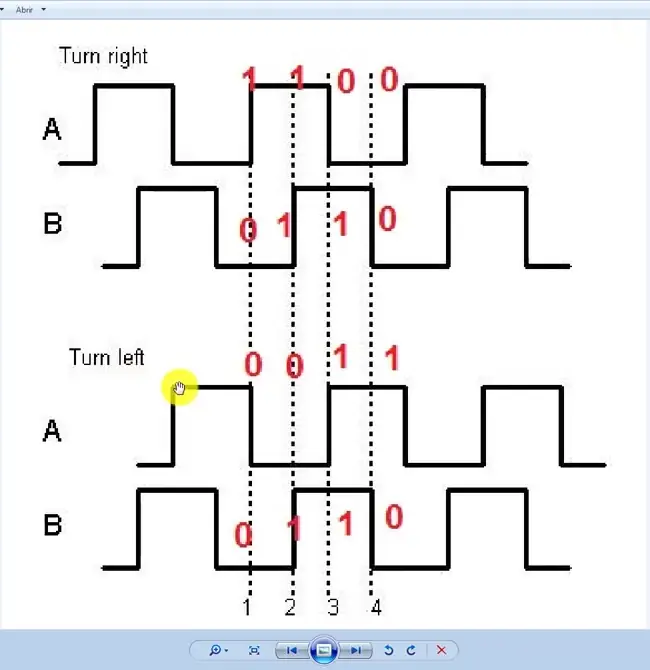 Abrir
Turn right
1 1 0 0
A
B
0 1 1 0
Turn left
0 0 1 1
A
B
0 1 1 0
1 2 3 4